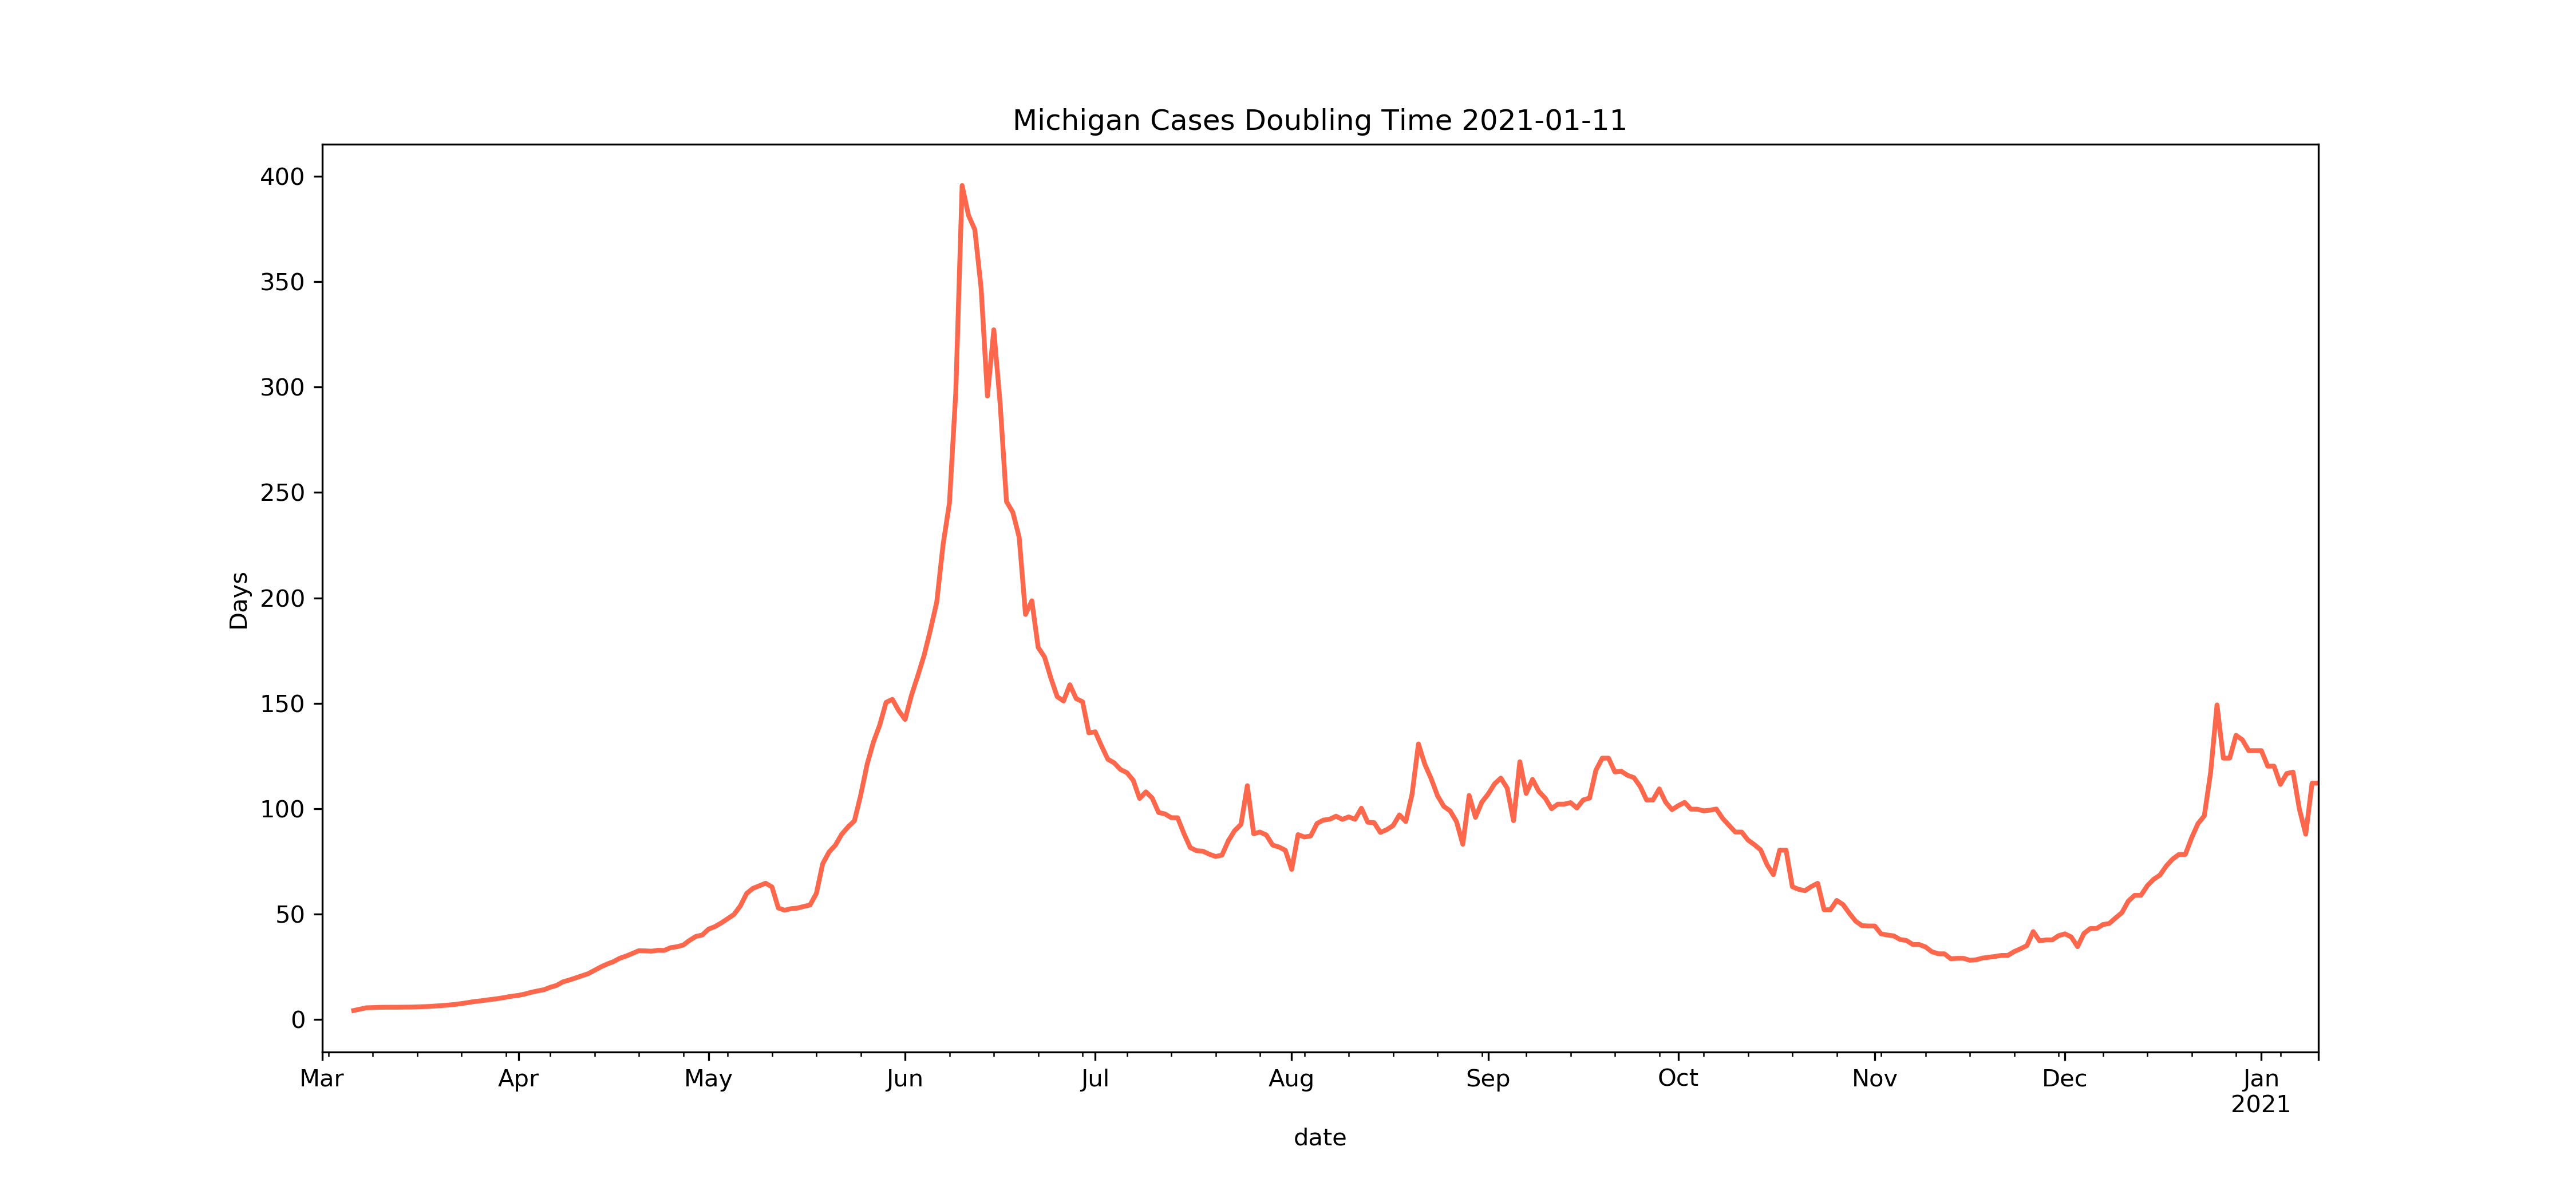 Michigan Cases Doubling Time 2021-01-11
400
350
300
250
200
150
100
50
0
Days
Mar Apr May Jun Jul Aug Sep Oct Nov Dec Jan
2021
date